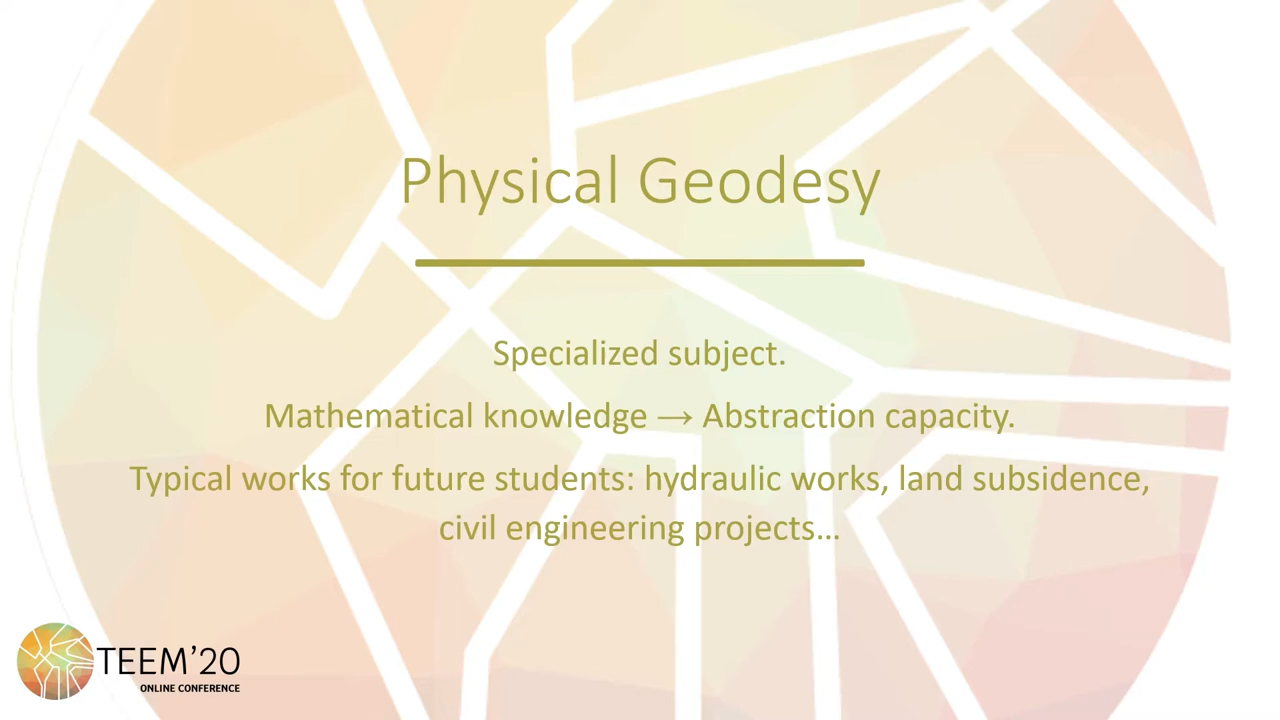 Physical Geodesy
Specialized subject.
Mathematical knowledge → Abstraction capacity.
Typical works for future students: hydraulic works, land subsidence,
civil engineering projects…
TEEM’20
ONLINE CONFERENCE